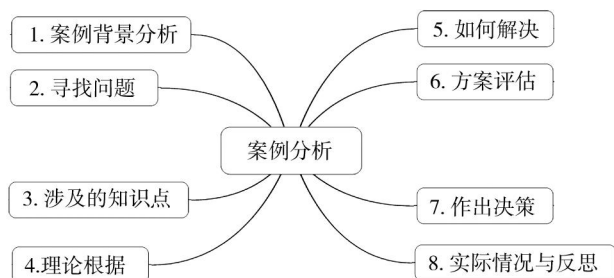 1. 案例背景分析
2. 寻找问题
3. 涉及的知识点
4.理论根据
案例分析
5. 如何解决
6. 方案评估
7. 作出决策
8. 实际情况与反思